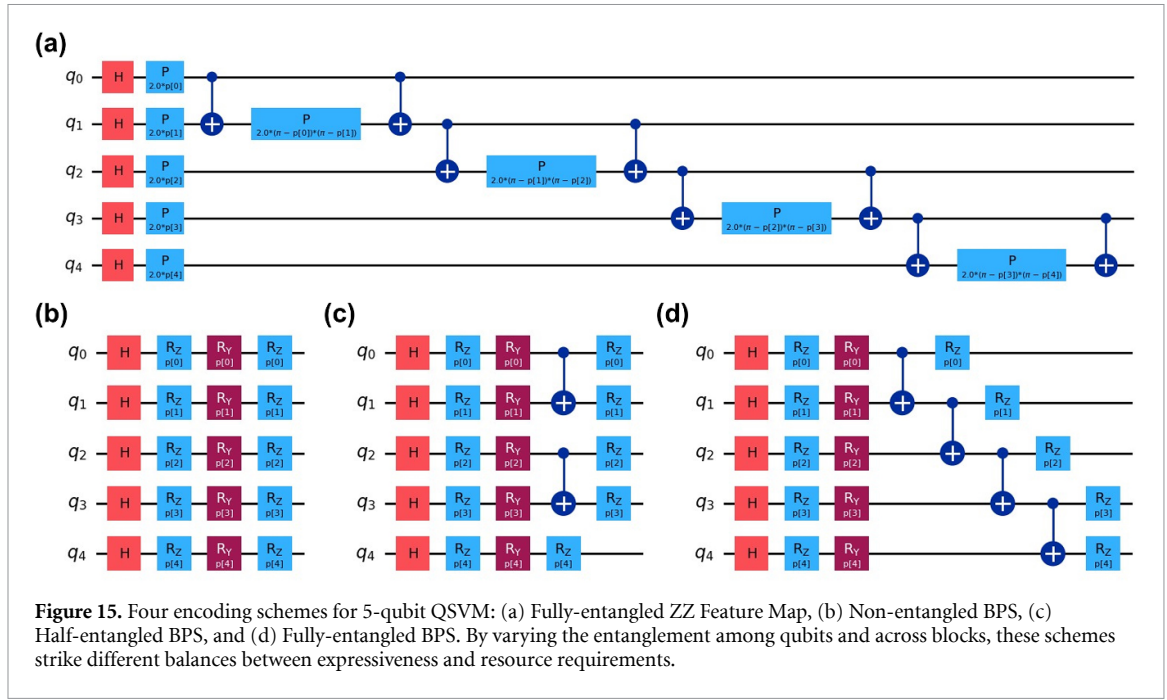 (a)
q0 H P 2.0*p[0]
q1 H P 2.0*p[1] P 2.0*(π − p[0])*(π − p[1])
q2 H P 2.0*p[2] P 2.0*(π − p[1])*(π − p[2])
q3 H P 2.0*p[3] P 2.0*(π − p[2])*(π − p[3])
q4 H P 2.0*p[4] P 2.0*(π − p[3])*(π − p[4])
(b)
q0 H RZ p[0] RY p[0] RZ p[0]
q1 H RZ p[1] RY p[1] RZ p[1]
q2 H RZ p[2] RY p[2] RZ p[2]
q3 H RZ p[3] RY p[3] RZ p[3]
q4 H RZ p[4] RY p[4] RZ p[4]
(c)
q0 H RZ p[0] RY p[0] RZ p[0]
q1 H RZ p[1] RY p[1] RZ p[1]
q2 H RZ p[2] RY p[2] RZ p[2]
q3 H RZ p[3] RY p[3] RZ p[3]
q4 H RZ p[4] RY p[4] RZ p[4]
(d)
q0 H RZ p[0] RY p[0] RZ p[0]
q1 H RZ p[1] RY p[1] RZ p[1]
q2 H RZ p[2] RY p[2] RZ p[2]
q3 H RZ p[3] RY p[3] RZ p[3]
q4 H RZ p[4] RY p[4] RZ p[4]
Figure 15. Four encoding schemes for 5-qubit QSVM: (a) Fully-entangled ZZ Feature Map, (b) Non-entangled BPS, (c)
Half-entangled BPS, and (d) Fully-entangled BPS. By varying the entanglement among qubits and across blocks, these schemes
strike different balances between expressiveness and resource requirements.